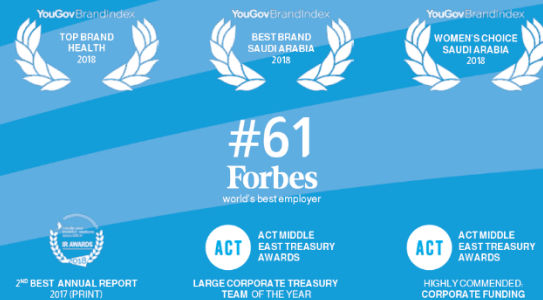 YouGov BrandIndex
TOP BRAND
HEALTH
2018
YouGov BrandIndex
BEST BRAND
SAUDI ARABIA
2018
YouGov BrandIndex
WOMEN'S CHOICE
SAUDI ARABIA
2018
#61
Forbes
world's best employer
IR AWARDS
2018
2ND BEST ANNUAL REPORT
2017 (PRINT)
ACT
ACT MIDDLE
EAST TREASURY
AWARDS
LARGE CORPORATE TREASURY
TEAM OF THE YEAR
ACT
ACT MIDDLE
EAST TREASURY
AWARDS
HIGHLY COMMENDED:
CORPORATE FUNDING